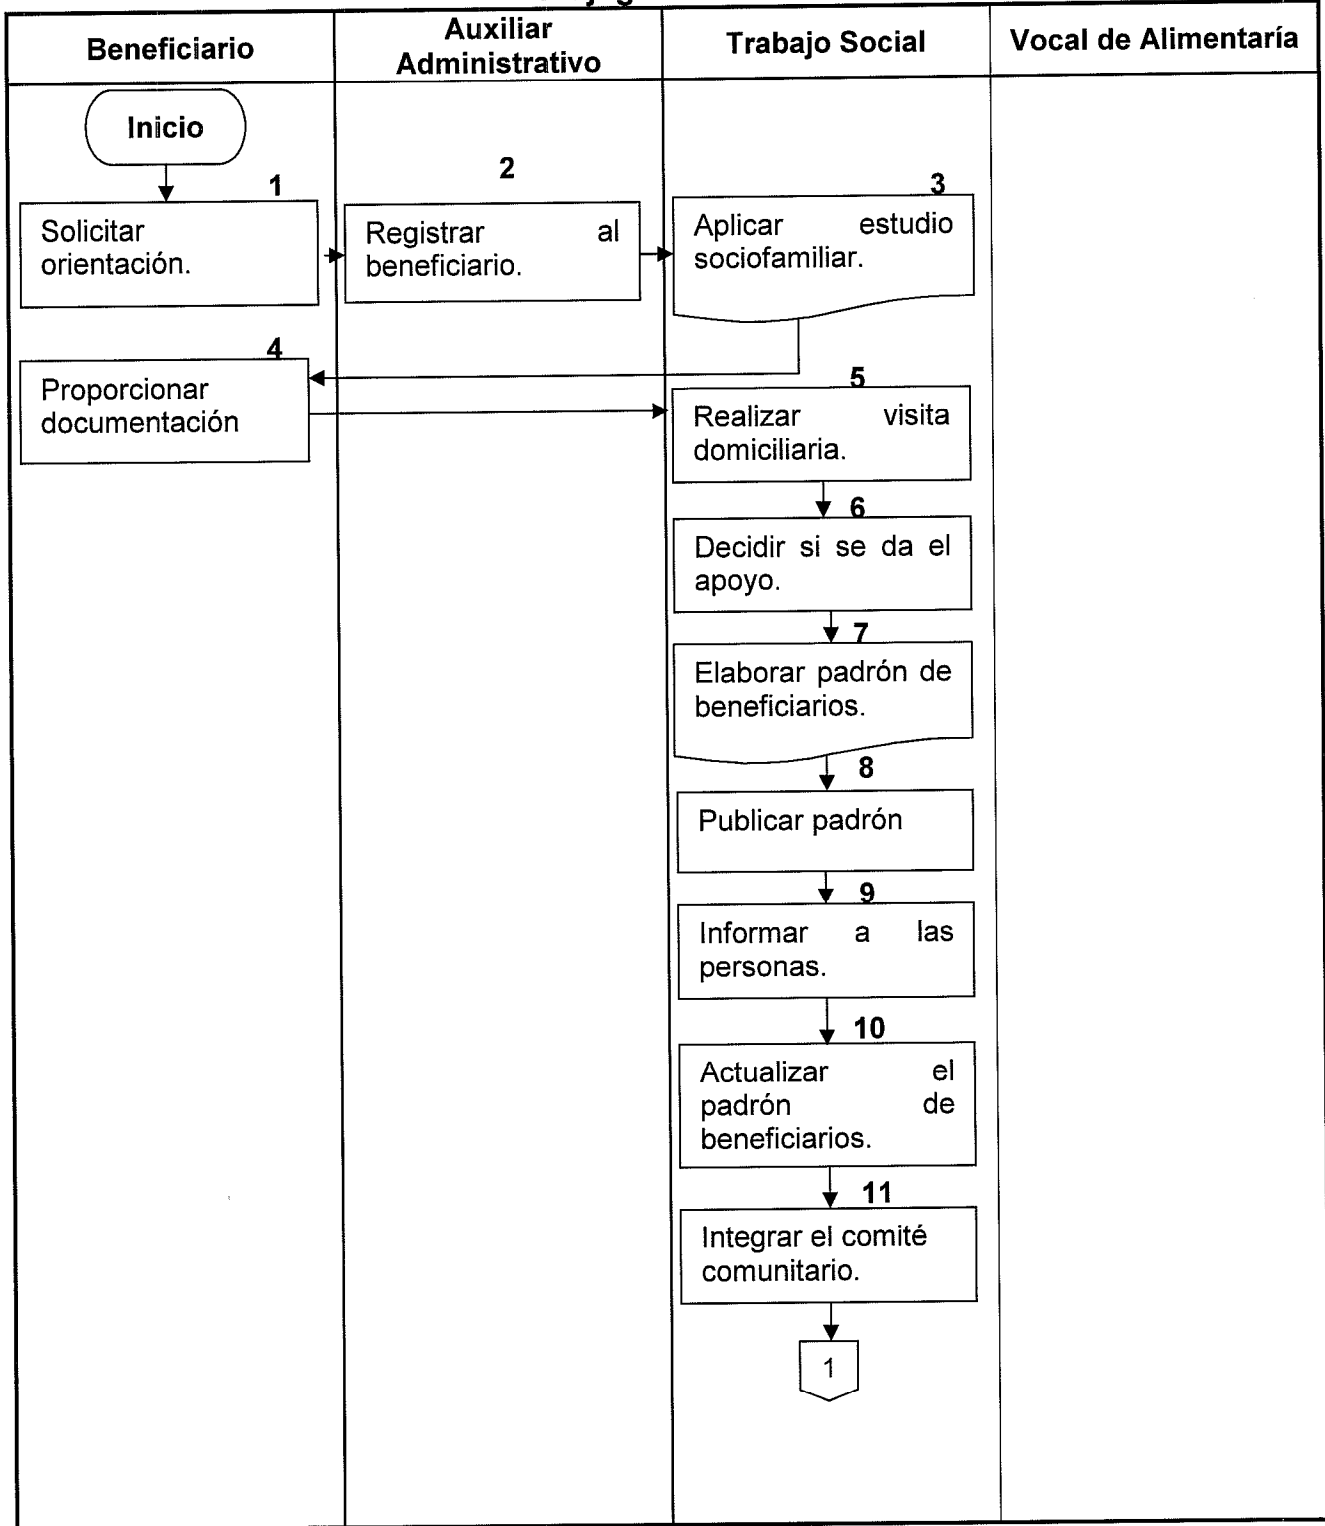 Beneficiario
Auxiliar
Administrativo
Trabajo Social
Vocal de Alimentaría
Inicio
1
Solicitar
orientación.
2
Registrar al
beneficiario.
3
Aplicar estudio
sociofamiliar.
4
Proporcionar
documentación
5
Realizar visita
domiciliaria.
6
Decidir si se da el
apoyo.
7
Elaborar padrón de
beneficiarios.
8
Publicar padrón
9
Informar a las
personas.
10
Actualizar el
padrón de
beneficiarios.
11
Integrar el comité
comunitario.
1